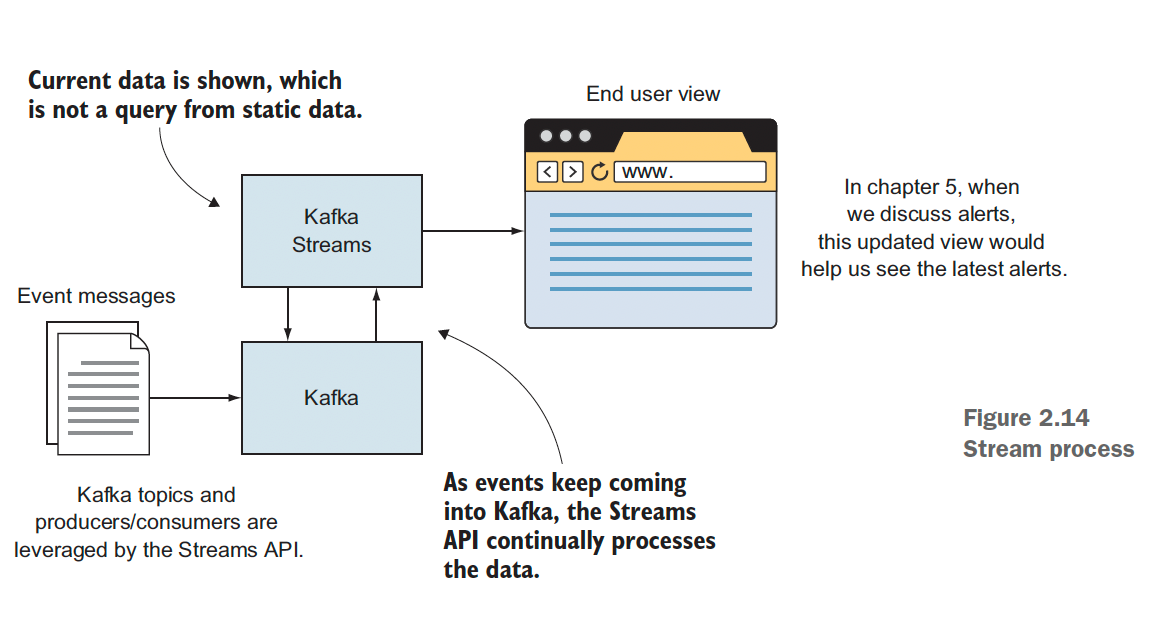 Current data is shown, which
is not a query from static data.
End user view
www.
Kafka
Streams
In chapter 5, when
we discuss alerts,
this updated view would
help us see the latest alerts.
Event messages
Kafka
Figure 2.14
Stream process
Kafka topics and
producers/consumers are
leveraged by the Streams API.
As events keep coming
into Kafka, the Streams
API continually processes
the data.